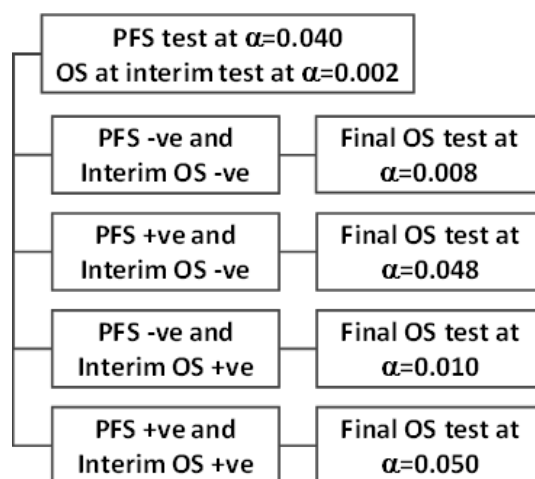 PFS test at α=0.040
OS at interim test at α=0.002
PFS -ve and
Interim OS -ve
Final OS test at
α=0.008
PFS +ve and
Interim OS -ve
Final OS test at
α=0.048
PFS -ve and
Interim OS +ve
Final OS test at
α=0.010
PFS +ve and
Interim OS +ve
Final OS test at
α=0.050